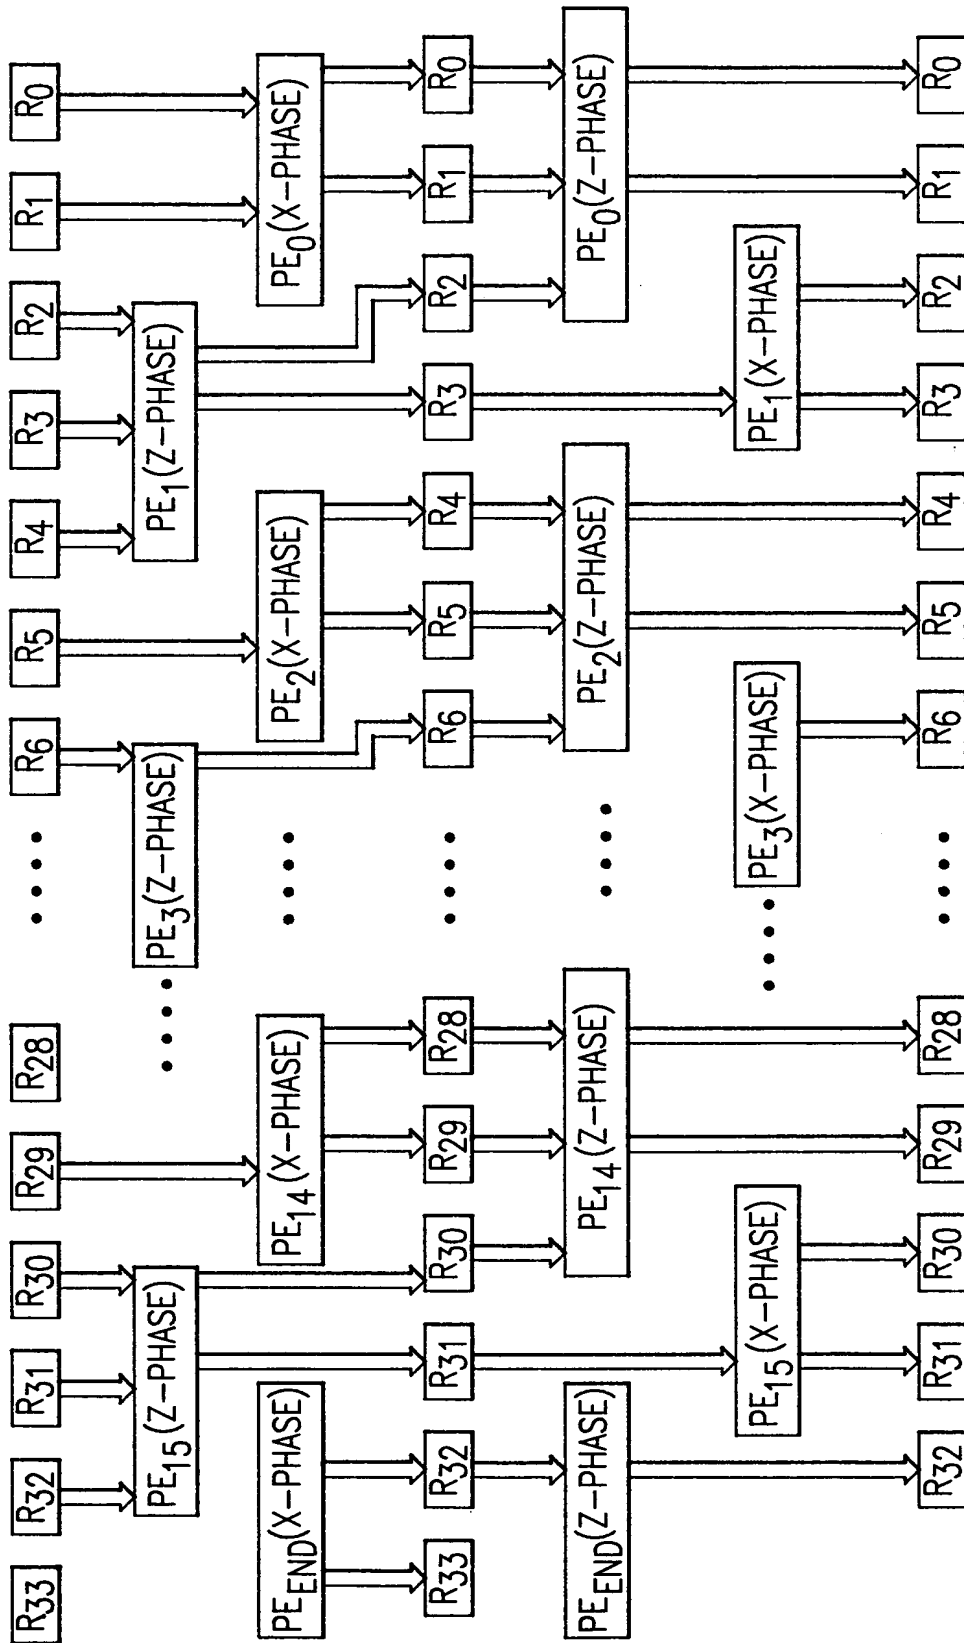 R33 R32 R31 R30 R29 R28 •••• R6 R5 R4 R3 R2 R1 R0
PE15(Z-PHASE) •••• PE3(Z-PHASE) PE1(Z-PHASE)
PEEND(X-PHASE) PE14(X-PHASE) •••• PE2(X-PHASE) PE0(X-PHASE)
R33 R32 R31 R30 R29 R28 •••• R6 R5 R4 R3 R2 R1 R0
PEEND(Z-PHASE) PE14(Z-PHASE) •••• PE2(Z-PHASE) PE0(Z-PHASE)
PE15(X-PHASE) •••• PE3(X-PHASE) PE1(X-PHASE)
R32 R31 R30 R29 R28 •••• R6 R5 R4 R3 R2 R1 R0